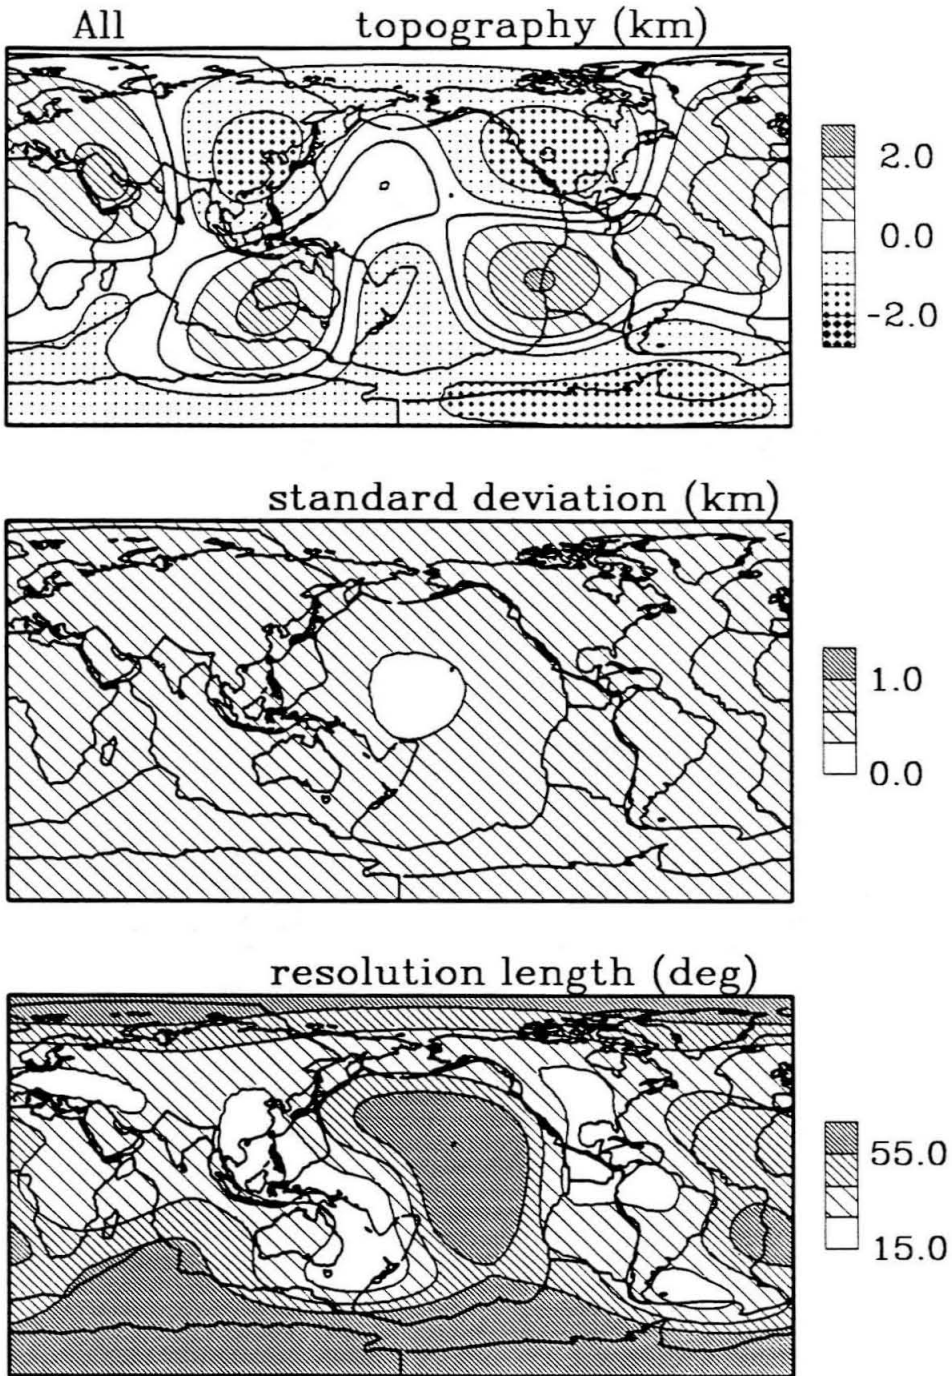 All topography (km)
2.0
0.0
-2.0
standard deviation (km)
1.0
0.0
resolution length (deg)
55.0
15.0